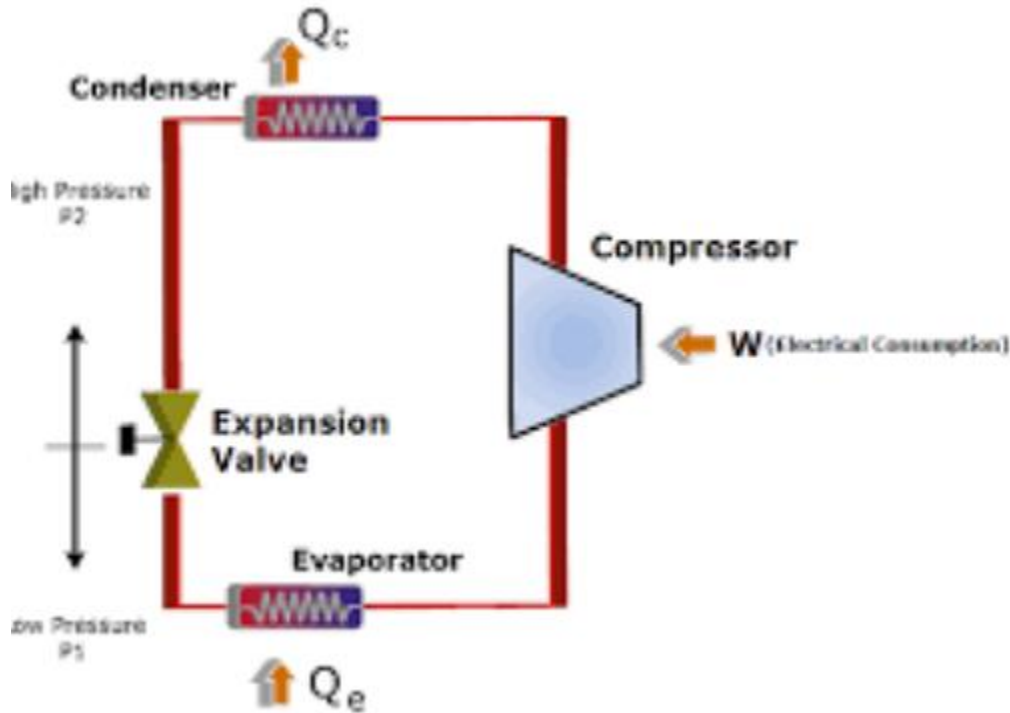 Qc
Condenser
igh Pressure
P2
Compressor
W (Electrical Consumption)
Expansion
Valve
Evaporator
ow Pressure
P1
Qe